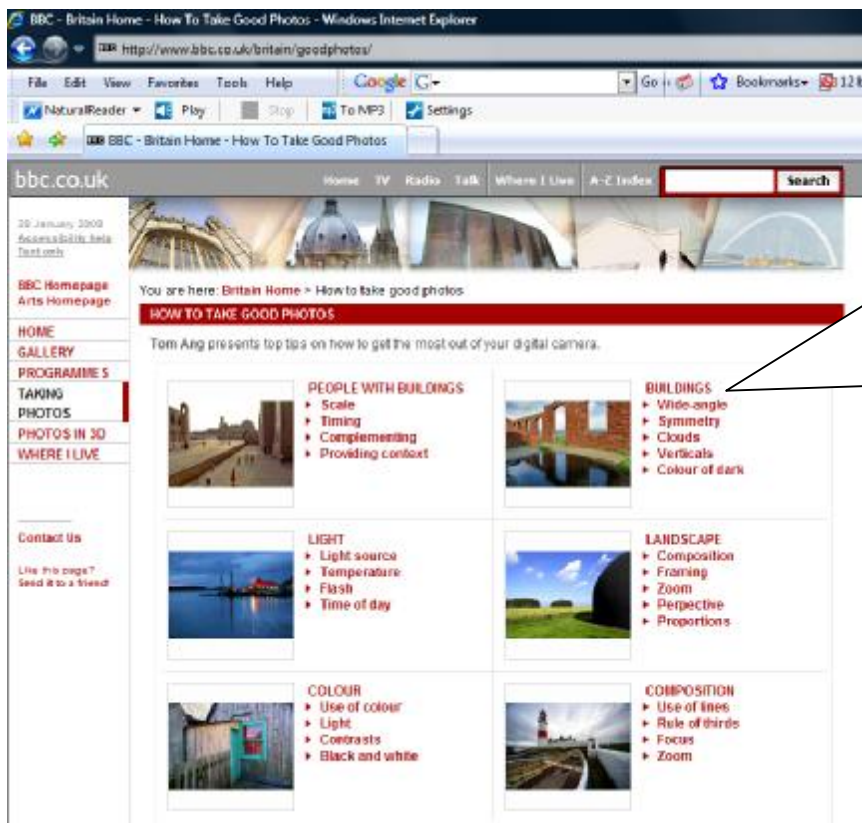 BBC - Britain Home - How To Take Good Photos - Windows Internet Explorer
http://www.bbc.co.uk/britain/goodphotos/
File Edit View Favorites Tools Help Google G Go Bookmarks
NaturalReader Play Stop To MP3 Settings
BBC - Britain Home - How To Take Good Photos
bbc.co.uk Home TV Radio Talk Where I Live A-Z Index Search
January
Accessibility help
Text only
BBC Homepage
Arts Homepage
HOME
GALLERY
PROGRAMMES
TAKING
PHOTOS
PHOTOS IN 3D
WHERE I LIVE
Contact Us
Like this page?
Send it to a friend!
You are here: Britain Home > How to take good photos
HOW TO TAKE GOOD PHOTOS
Tom Ang presents top tips on how to get the most out of your digital camera.
PEOPLE WITH BUILDINGS
Scale
Timing
Complementing
Providing context
BUILDINGS
Wide-angle
Symmetry
Clouds
Verticals
Colour of dark
LIGHT
Light source
Temperature
Flash
Time of day
LANDSCAPE
Composition
Framing
Zoom
Perpective
Proportions
COLOUR
Use of colour
Light
Contrasts
Black and white
COMPOSITION
Use of lines
Rule of thirds
Focus
Zoom